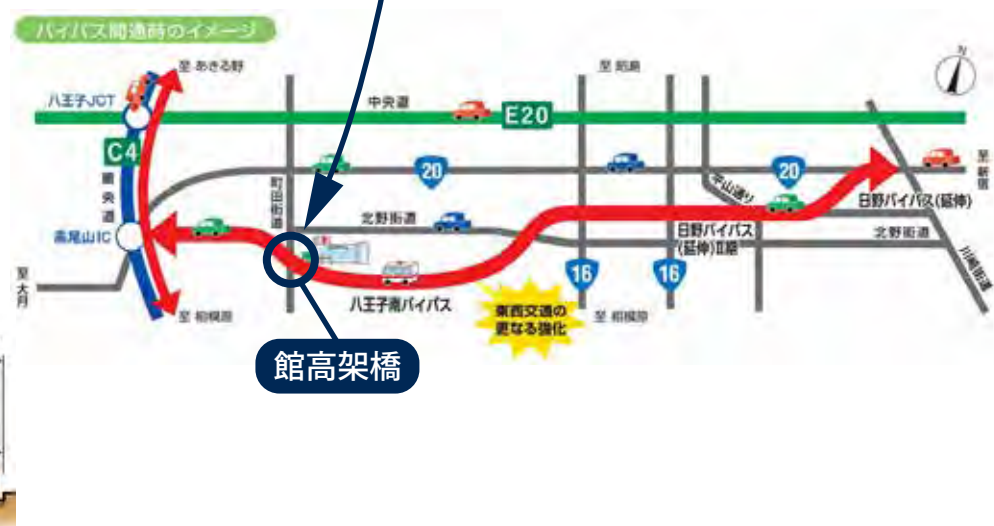 バイパス開通時のイメージ
至 あきる野
至 昭島
N
八王子JCT
中央道
E20
C4
圏央道
町田街道
20
20
至 新宿
平山通り
北野街道
日野バイパス(延伸)
高尾山IC
日野バイパス
(延伸)Ⅱ期
北野街道
川崎街道
至 大月
16
16
八王子南バイパス
東西交通の
更なる強化
至 相模原
至 相模原
館高架橋